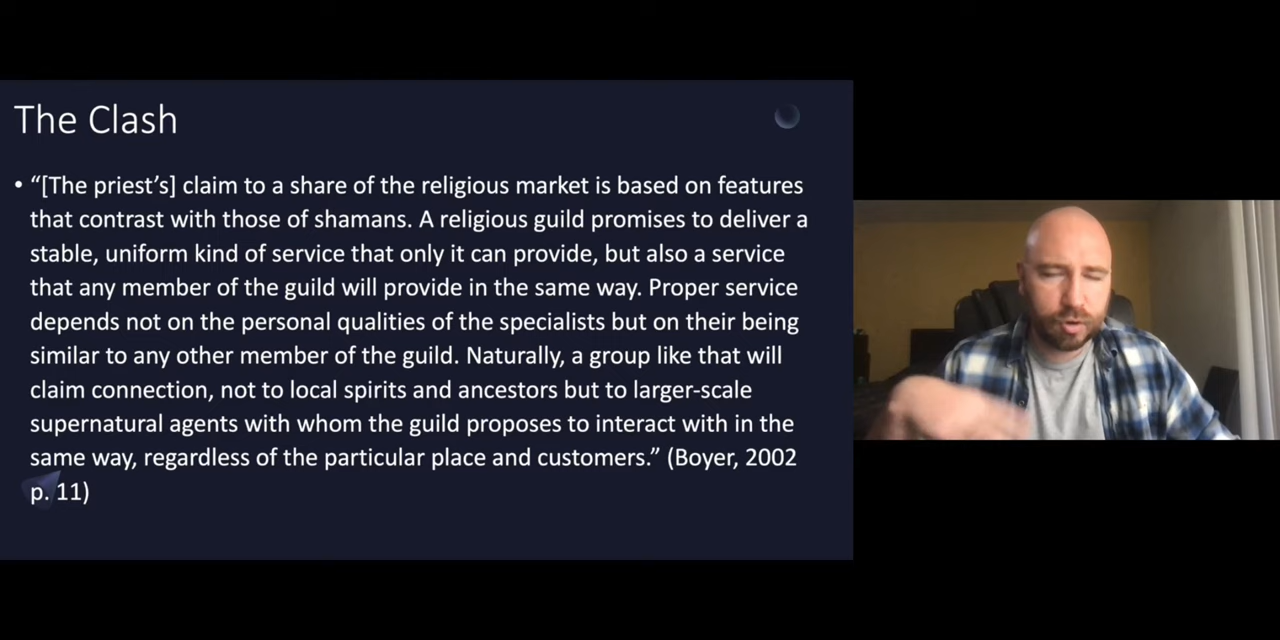 The Clash
• “[The priest’s] claim to a share of the religious market is based on features
that contrast with those of shamans. A religious guild promises to deliver a
stable, uniform kind of service that only it can provide, but also a service
that any member of the guild will provide in the same way. Proper service
depends not on the personal qualities of the specialists but on their being
similar to any other member of the guild. Naturally, a group like that will
claim connection, not to local spirits and ancestors but to larger-scale
supernatural agents with whom the guild proposes to interact with in the
same way, regardless of the particular place and customers.” (Boyer, 2002
p. 11)